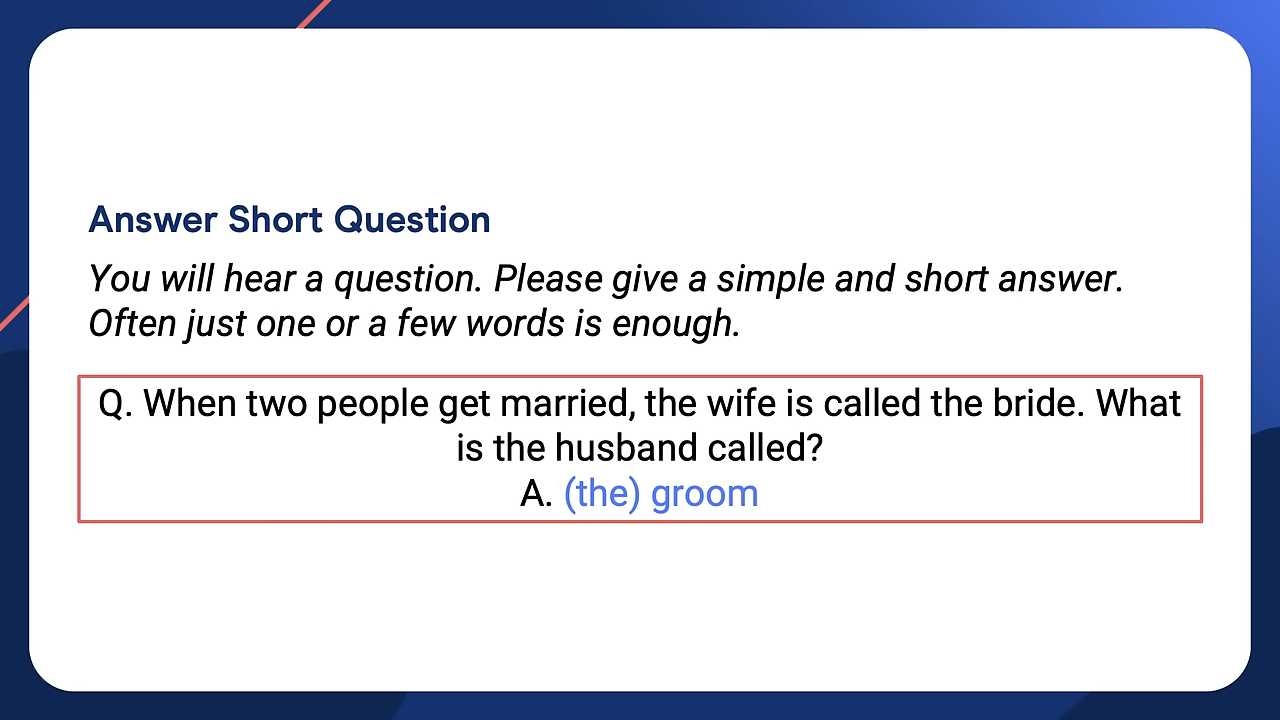 Answer Short Question
You will hear a question. Please give a simple and short answer.
Often just one or a few words is enough.
Q. When two people get married, the wife is called the bride. What
is the husband called?
A. (the) groom